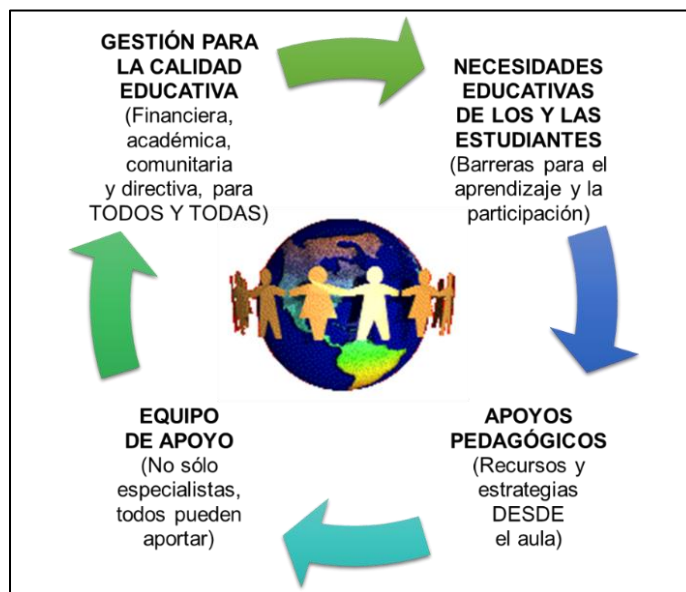 GESTIÓN PARA
LA CALIDAD
EDUCATIVA
(Financiera,
académica,
comunitaria
y directiva, para
TODOS Y TODAS)
NECESIDADES
EDUCATIVAS
DE LOS Y LAS
ESTUDIANTES
(Barreras para el
aprendizaje y la
participación)
APOYOS
PEDAGÓGICOS
(Recursos y
estrategias
DESDE
el aula)
EQUIPO
DE APOYO
(No sólo
especialistas,
todos pueden
aportar)